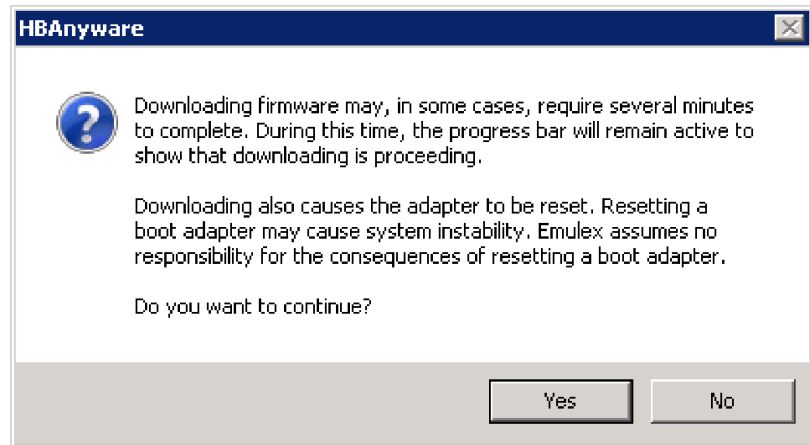 HBAnyware
Downloading firmware may, in some cases, require several minutes
to complete. During this time, the progress bar will remain active to
show that downloading is proceeding.
Downloading also causes the adapter to be reset. Resetting a
boot adapter may cause system instability. Emulex assumes no
responsibility for the consequences of resetting a boot adapter.
Do you want to continue?
Yes
No